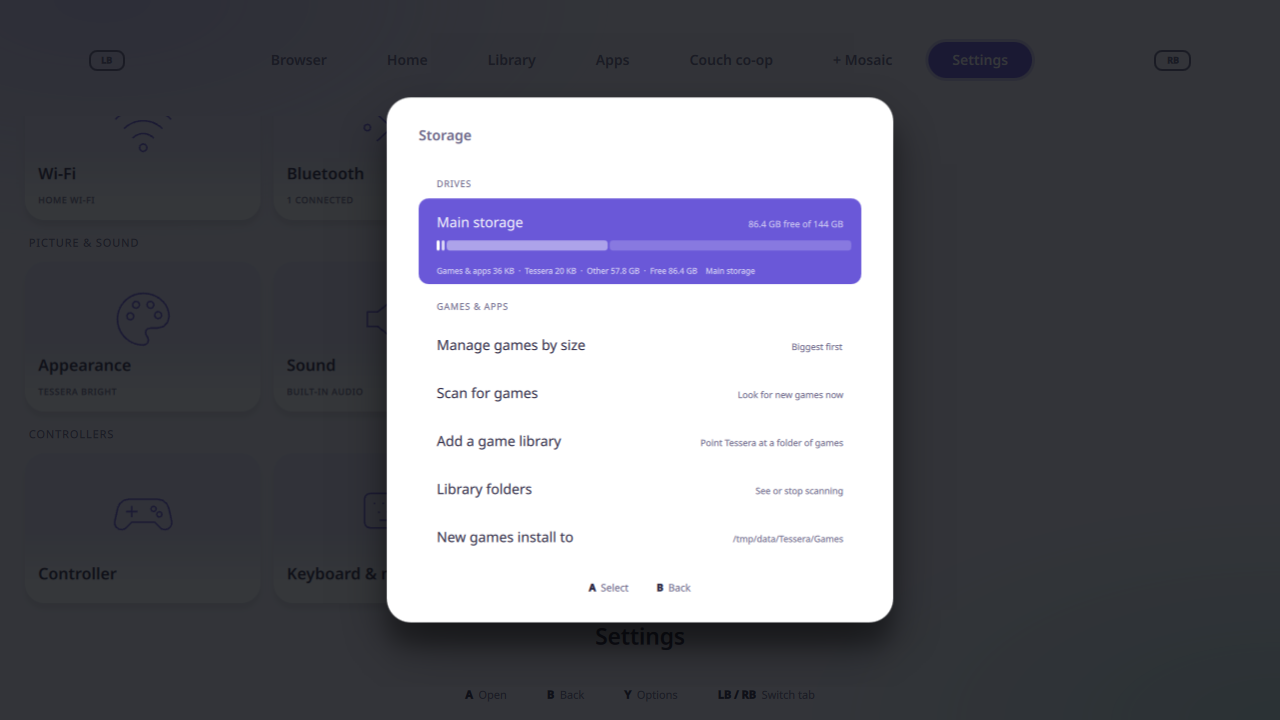 LB
Browser
Home
Library
Apps
Couch co-op
+ Mosaic
Settings
RB
Storage
DRIVES
Main storage
86.4 GB free of 144 GB
Games & apps 36 KB · Tessera 20 KB · Other 57.8 GB · Free 86.4 GB Main storage
GAMES & APPS
Manage games by size
Biggest first
Scan for games
Look for new games now
Add a game library
Point Tessera at a folder of games
Library folders
See or stop scanning
New games install to
/tmp/data/Tessera/Games
A Select
B Back
Wi-Fi
HOME WI-FI
Bluetooth
1 CONNECTED
PICTURE & SOUND
Appearance
TESSERA BRIGHT
Sound
BUILT-IN AUDIO
CONTROLLERS
Controller
Keyboard &
Settings
A Open
B Back
Y Options
LB / RB Switch tab